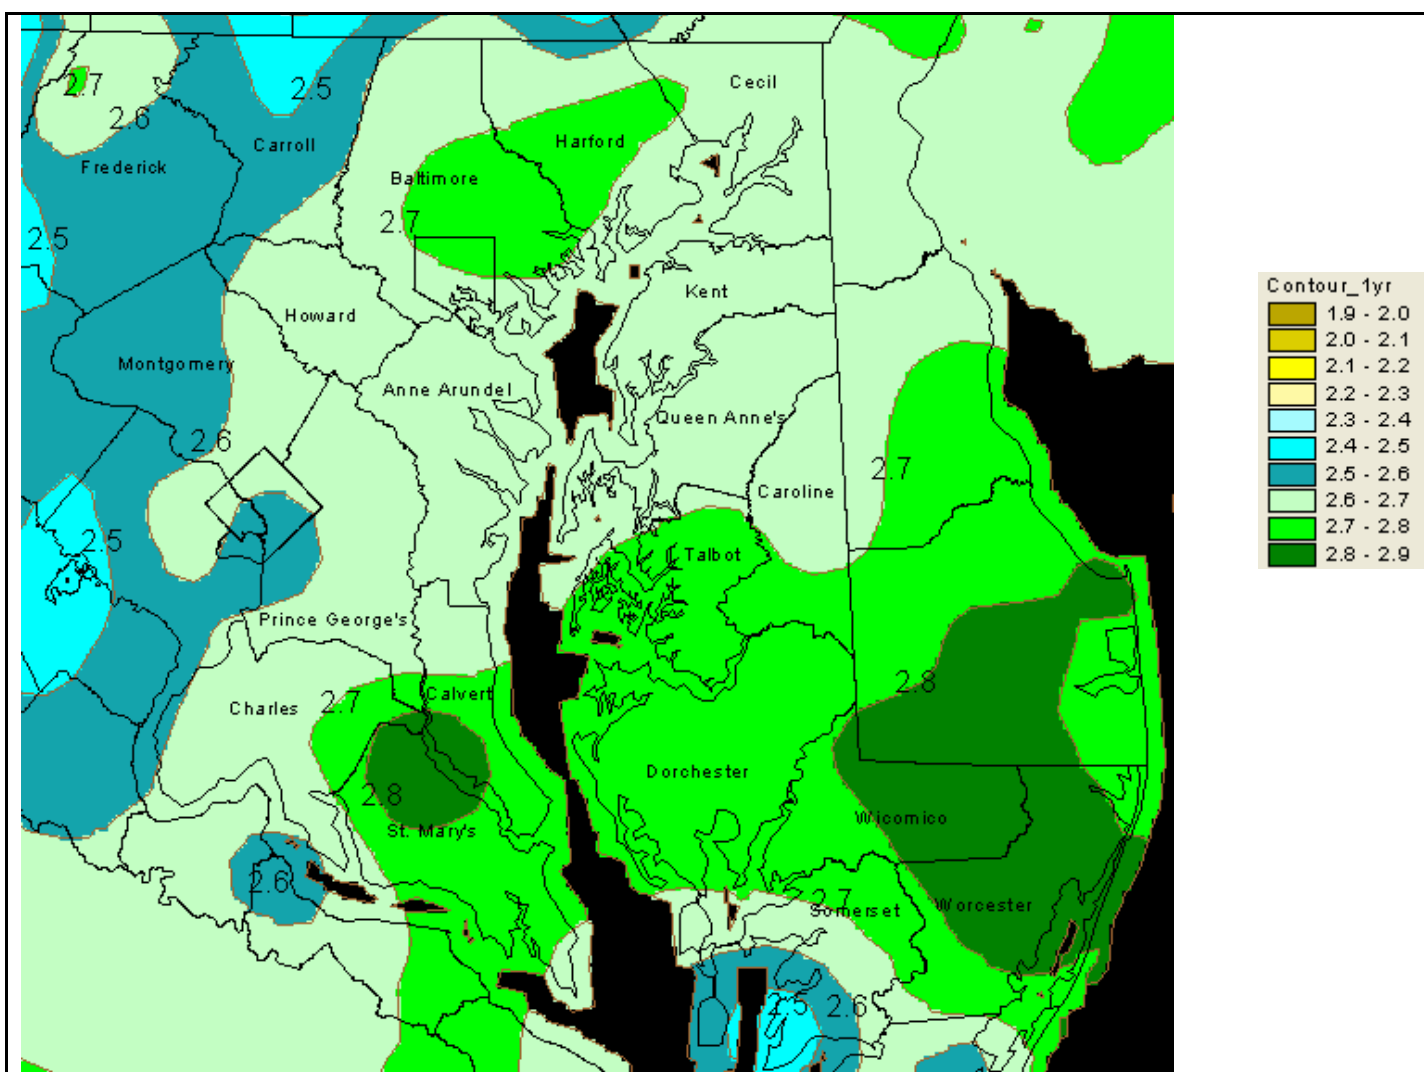 Cecil
2.7
2.5
2.6
Harford
Carroll
Frederick
Baltimore
2.7
2.5
Kent
Howard
Montgomery
Anne Arundel
Queen Anne's
2.6
2.7
Caroline
2.5
Talbot
Prince George's
2.8
Calvert
2.7
Charles
Dorchester
2.8
Wicomico
St. Mary's
2.6
2.7
Somerset
Worcester
2.5
2.6
Contour_1yr
1.9 - 2.0
2.0 - 2.1
2.1 - 2.2
2.2 - 2.3
2.3 - 2.4
2.4 - 2.5
2.5 - 2.6
2.6 - 2.7
2.7 - 2.8
2.8 - 2.9